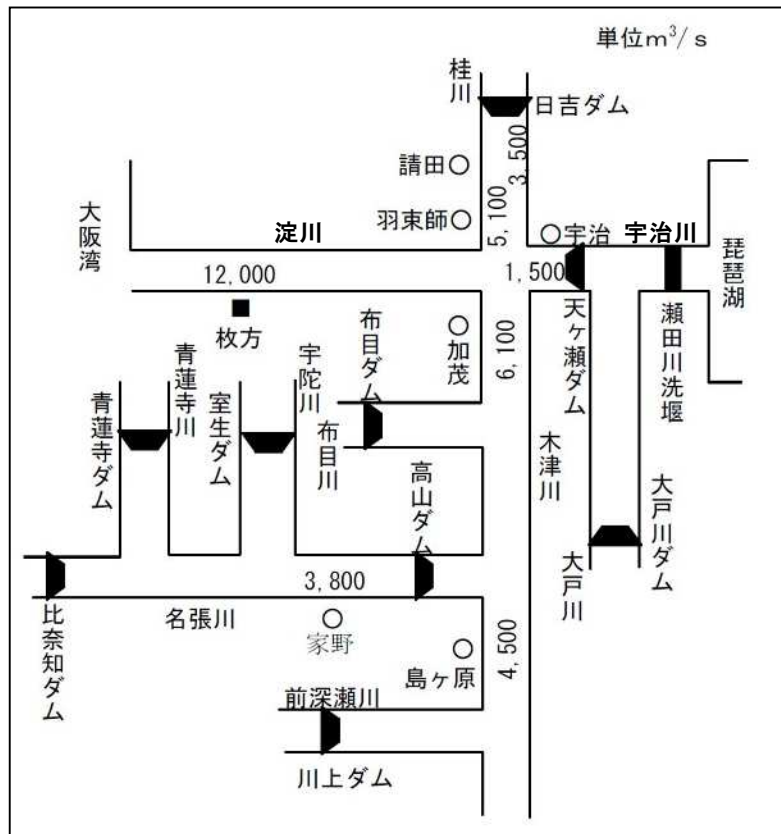 単位m³/s
桂川
日吉ダム
3,500
請田
5,100
羽束師
大阪湾
淀川
宇治
宇治川
琵琶湖
12,000
1,500
枚方
布目ダム
加茂
6,100
天ヶ瀬ダム
瀬田川洗堰
青蓮寺ダム
青蓮寺川
室生ダム
宇陀川
布目川
高山ダム
木津川
大戸川
大戸川ダム
3,800
比奈知ダム
名張川
家野
島ヶ原
4,500
前深瀬川
川上ダム